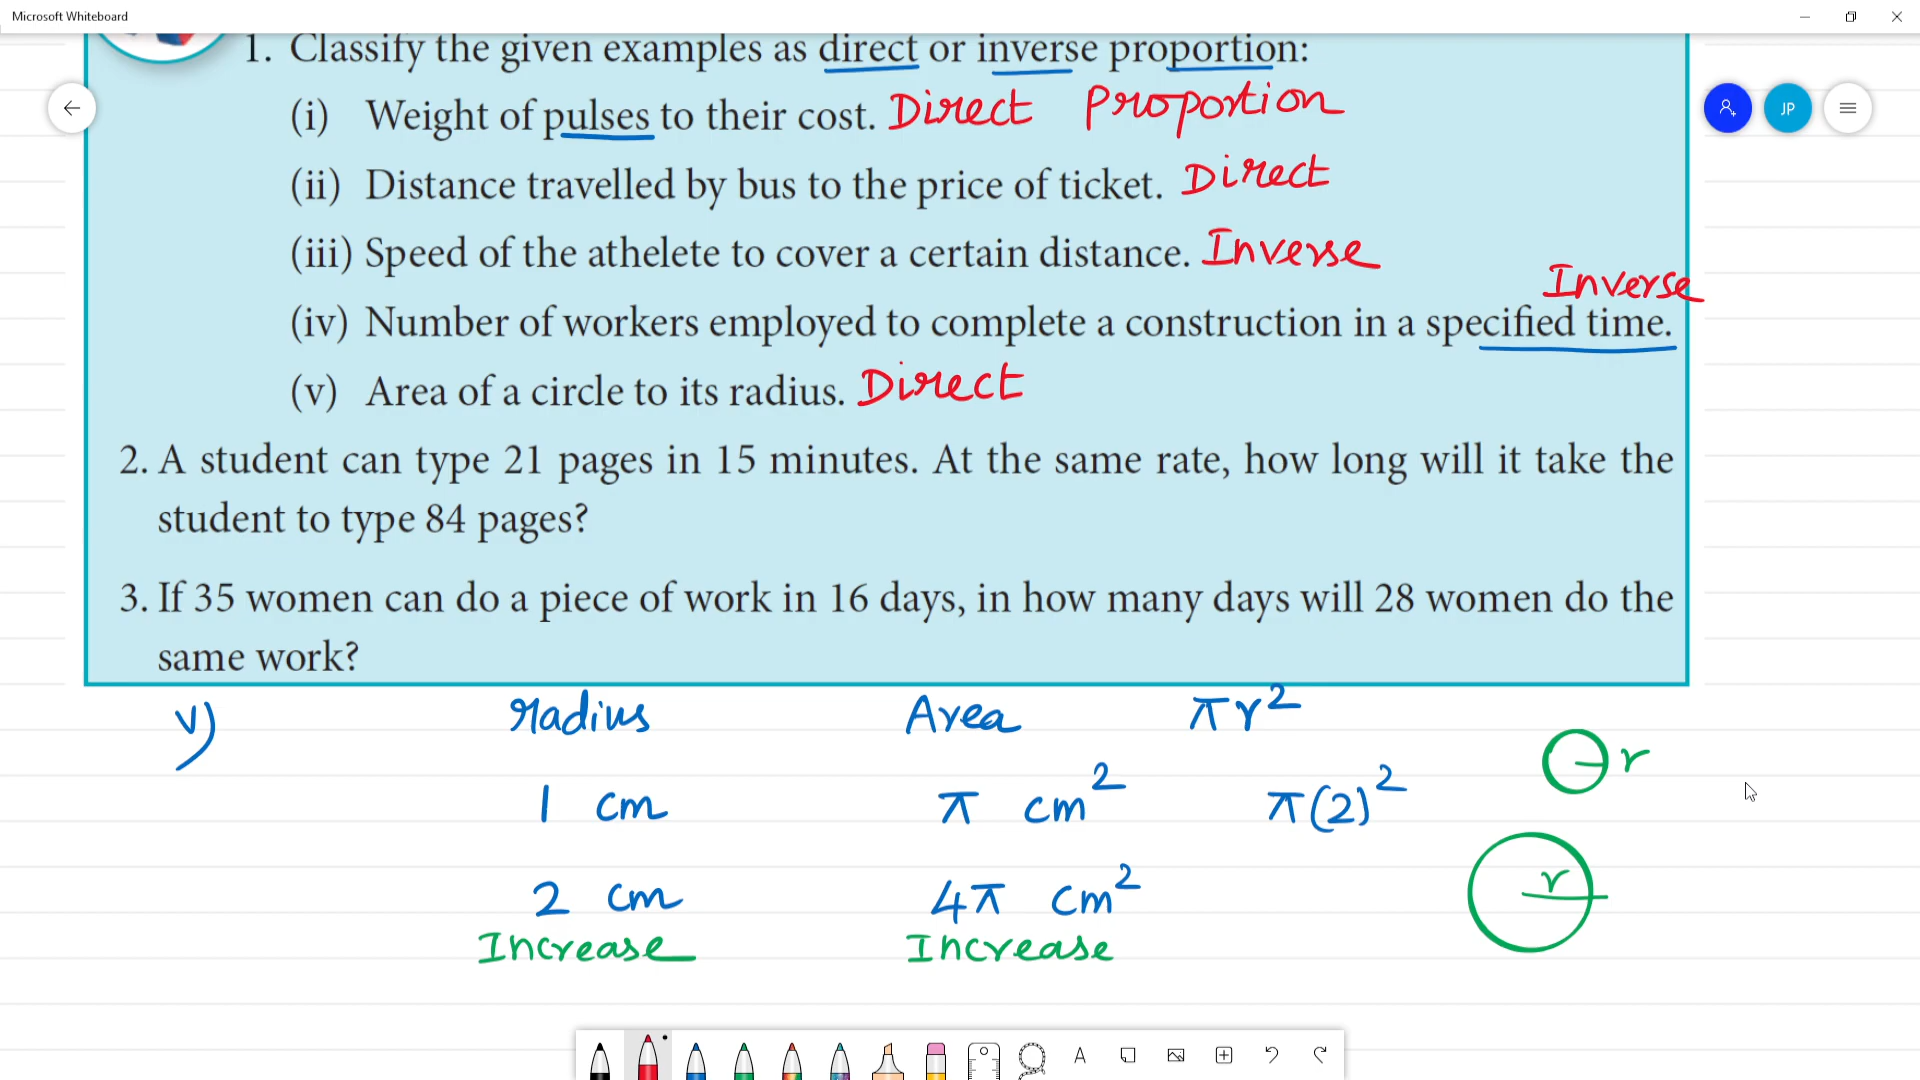 Microsoft Whiteboard
1. Classify the given examples as direct or inverse proportion:
(i) Weight of pulses to their cost. Direct Proportion
JP
(ii) Distance travelled by bus to the price of ticket. Direct
(iii) Speed of the athelete to cover a certain distance. Inverse
Inverse
(iv) Number of workers employed to complete a construction in a specified time.
(v) Area of a circle to its radius. Direct
2. A student can type 21 pages in 15 minutes. At the same rate, how long will it take the
student to type 84 pages?
3. If 35 women can do a piece of work in 16 days, in how many days will 28 women do the
same work?
v) radius Area πr²
r
1 cm π cm² π(2)²
2 cm 4π cm² r
Increase Increase
A